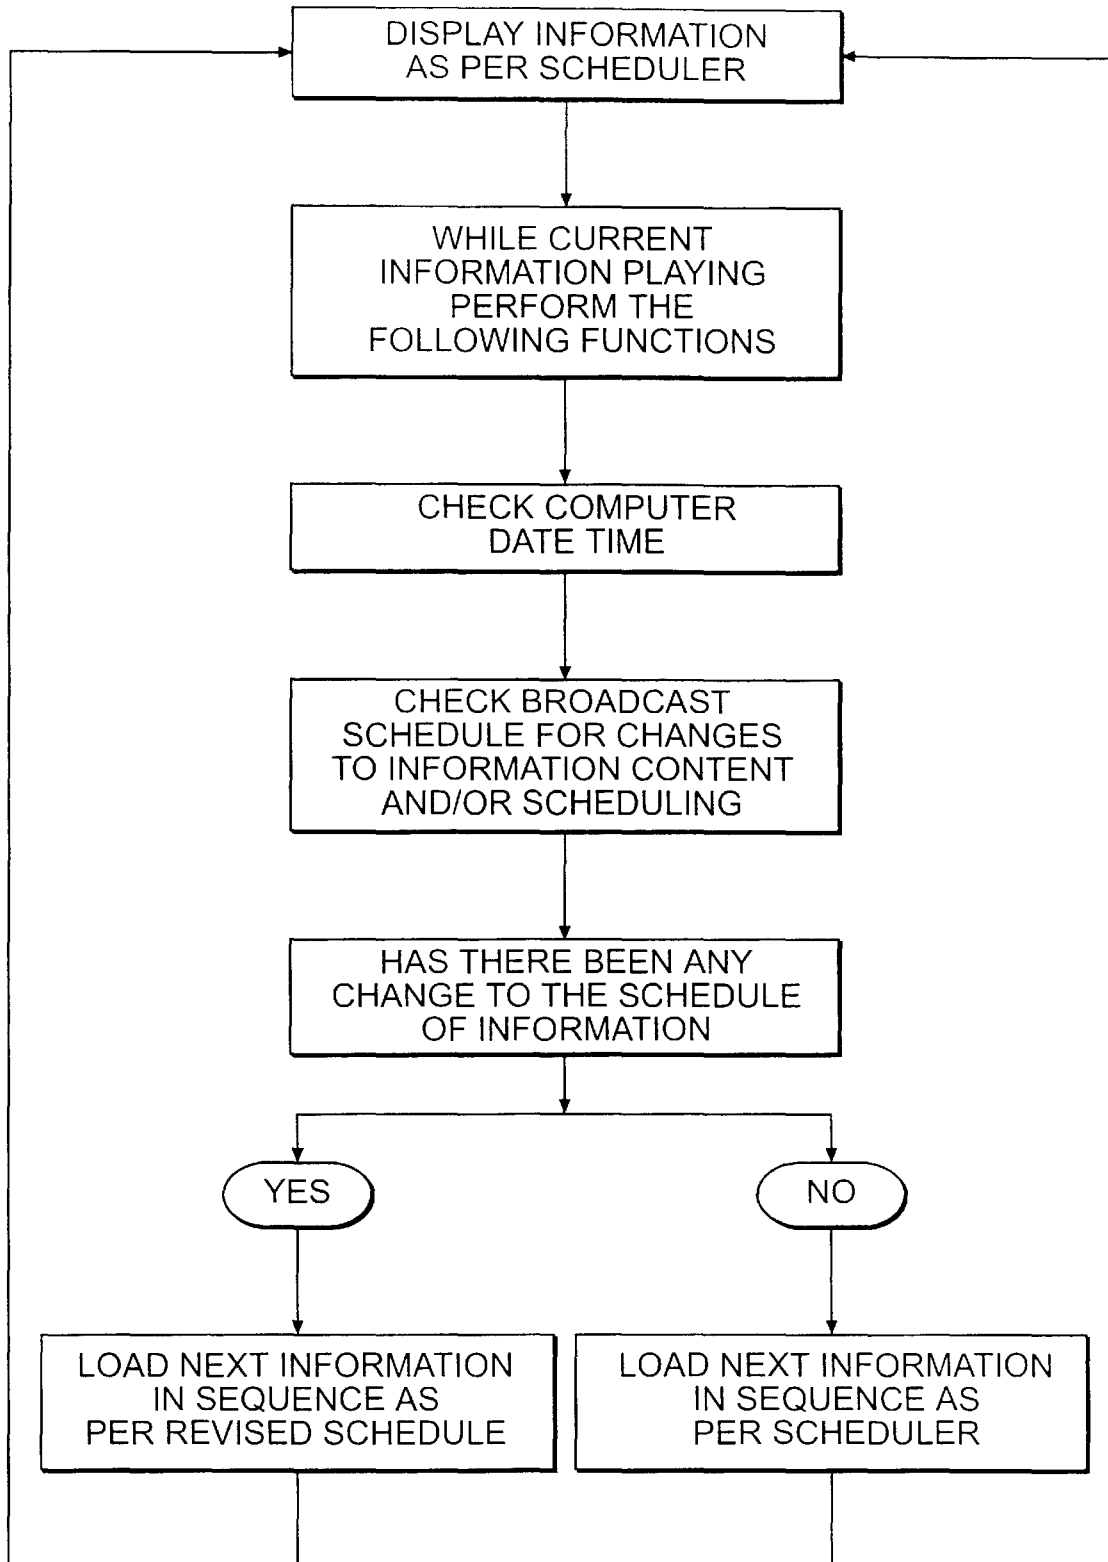 DISPLAY INFORMATION
AS PER SCHEDULER
WHILE CURRENT
INFORMATION PLAYING
PERFORM THE
FOLLOWING FUNCTIONS
CHECK COMPUTER
DATE TIME
CHECK BROADCAST
SCHEDULE FOR CHANGES
TO INFORMATION CONTENT
AND/OR SCHEDULING
HAS THERE BEEN ANY
CHANGE TO THE SCHEDULE
OF INFORMATION
YES
NO
LOAD NEXT INFORMATION
IN SEQUENCE AS
PER REVISED SCHEDULE
LOAD NEXT INFORMATION
IN SEQUENCE AS
PER SCHEDULER